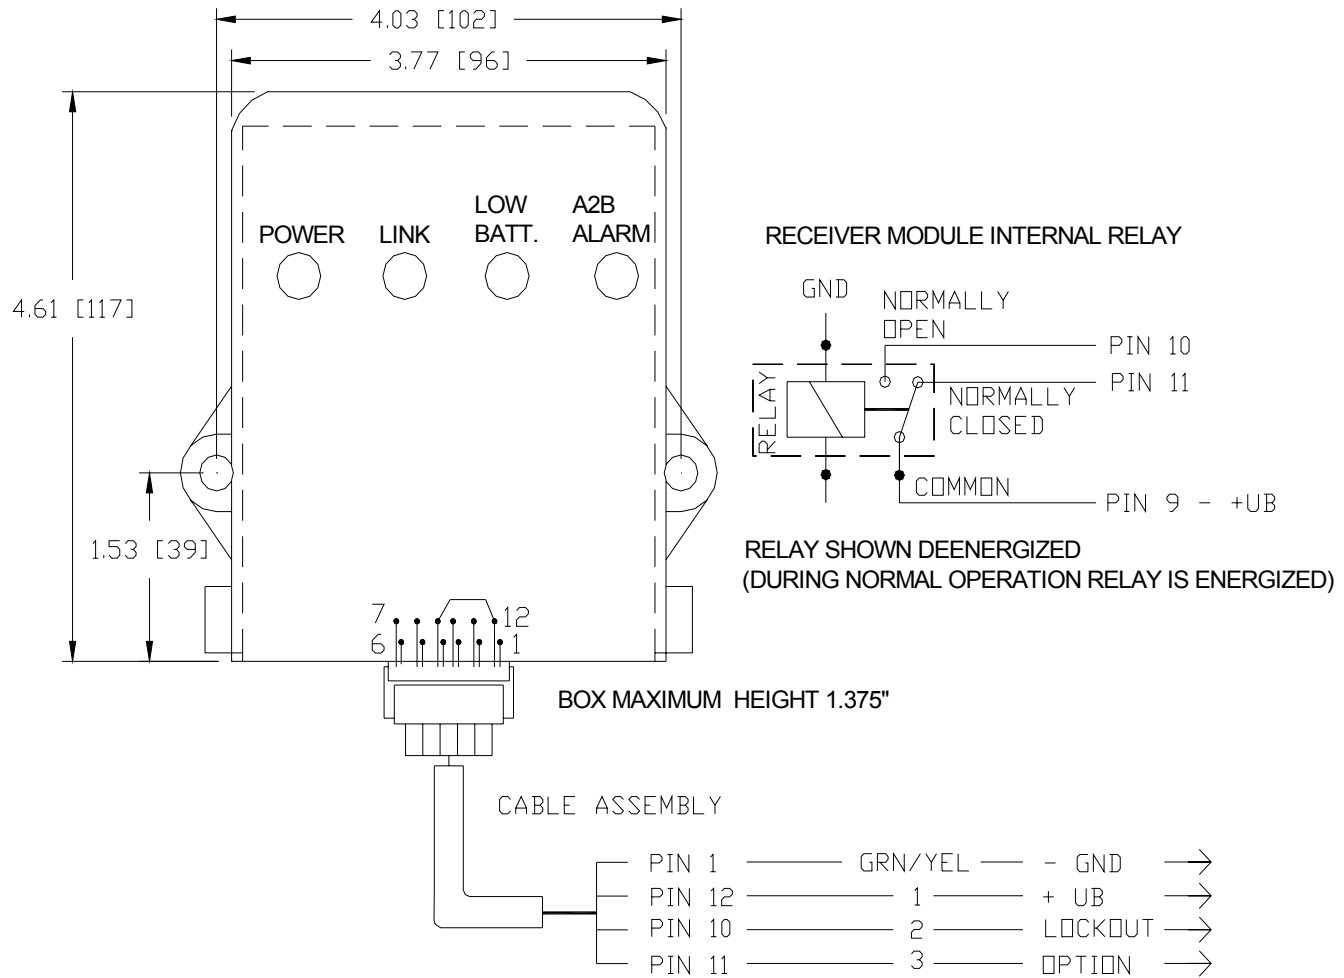 4.03 [102]
3.77 [96]
4.61 [117]
POWER
LINK
LOW
BATT.
A2B
ALARM
1.53 [39]
7
12
6
1
RECEIVER MODULE INTERNAL RELAY
GND
NORMALLY
OPEN
PIN 10
PIN 11
RELAY
NORMALLY
CLOSED
COMMON
PIN 9 - +UB
RELAY SHOWN DEENERGIZED
(DURING NORMAL OPERATION RELAY IS ENERGIZED)
BOX MAXIMUM HEIGHT 1.375"
CABLE ASSEMBLY
PIN 1 GRN/YEL - GND
PIN 12 1 + UB
PIN 10 2 LOCKOUT
PIN 11 3 OPTION